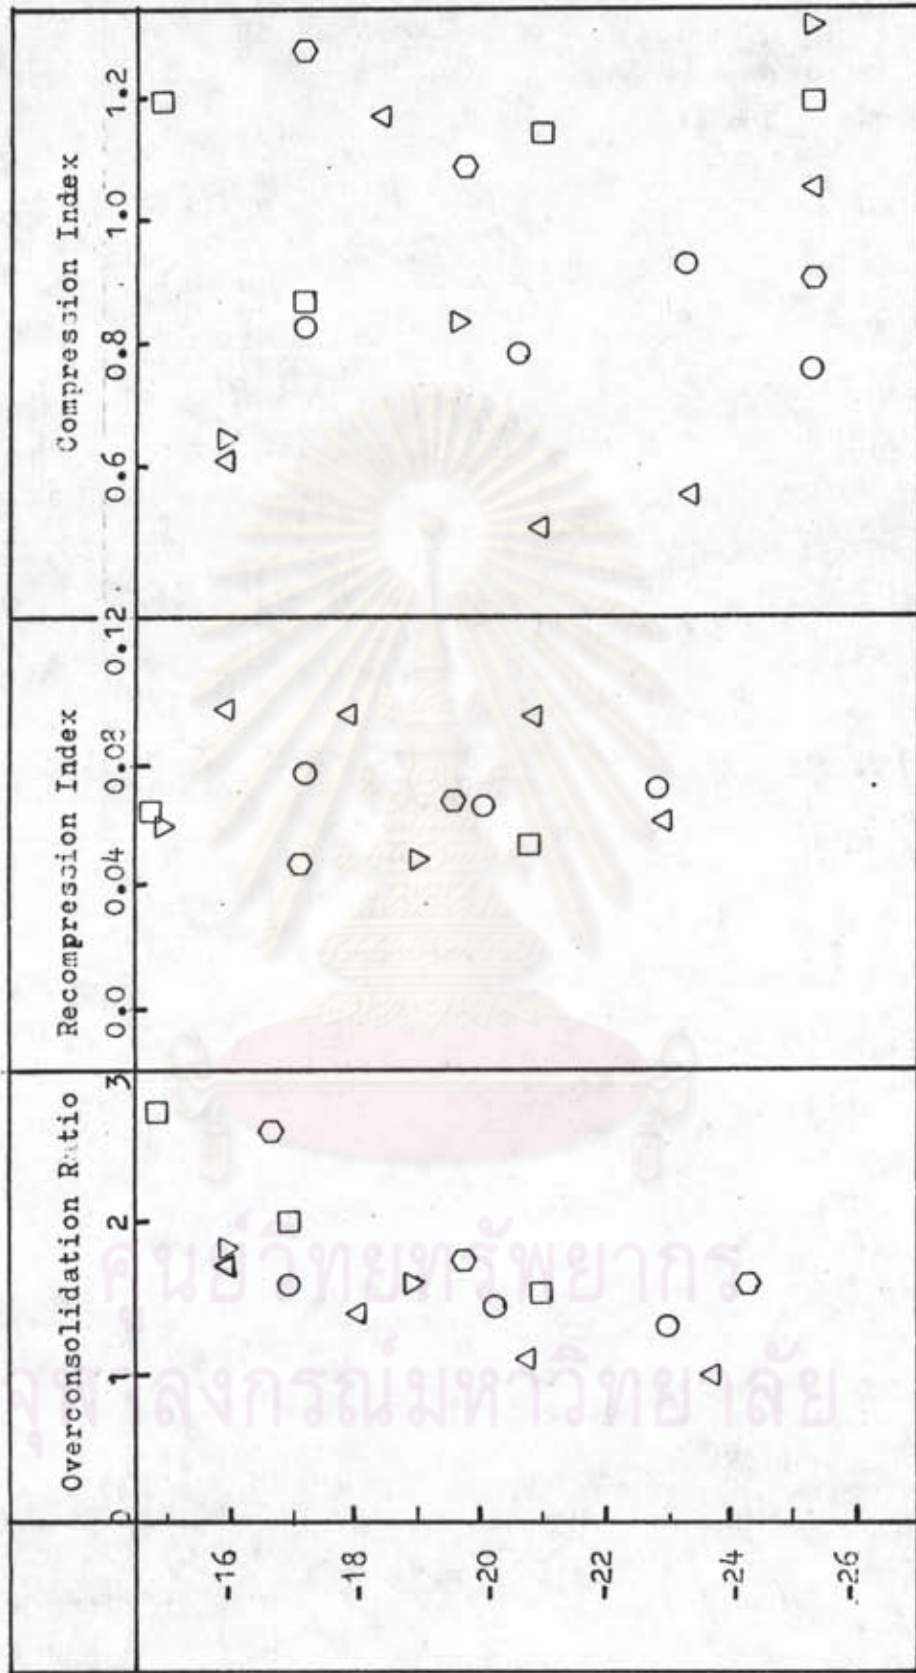 Compression Index
0.6 0.8 1.0 1.2
Recompression Index
0.0 0.04 0.08 0.12
Overconsolidation Ratio
0 1 2 3
-16
-18
-20
-22
-24
-26
ศูนย์วิทยทรัพยากร
จุฬาลงกรณ์มหาวิทยาลัย